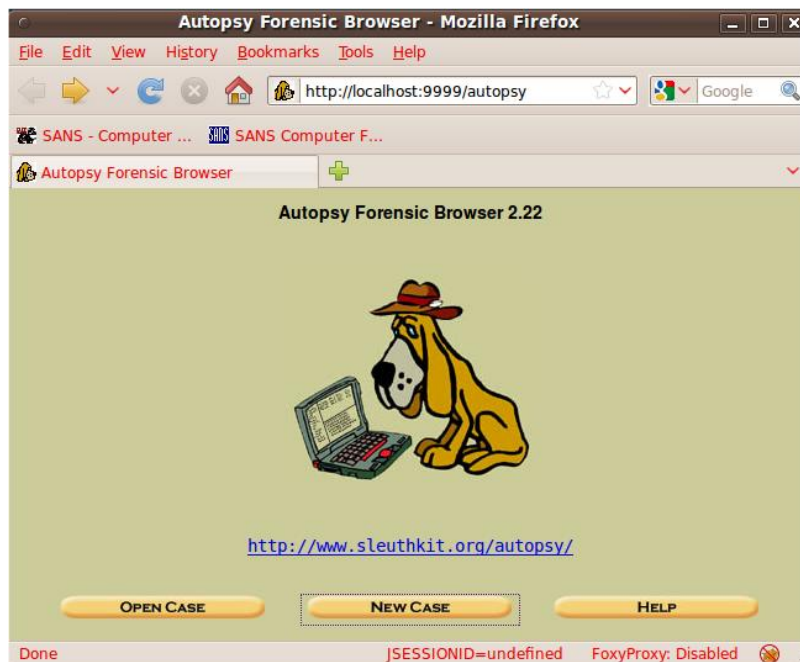 Autopsy Forensic Browser - Mozilla Firefox
File Edit View History Bookmarks Tools Help
http://localhost:9999/autopsy Google
SANS - Computer ... SANS SANS Computer F...
Autopsy Forensic Browser
Autopsy Forensic Browser 2.22
http://www.sleuthkit.org/autopsy/
OPEN CASE NEW CASE HELP
Done JSESSIONID=undefined FoxyProxy: Disabled